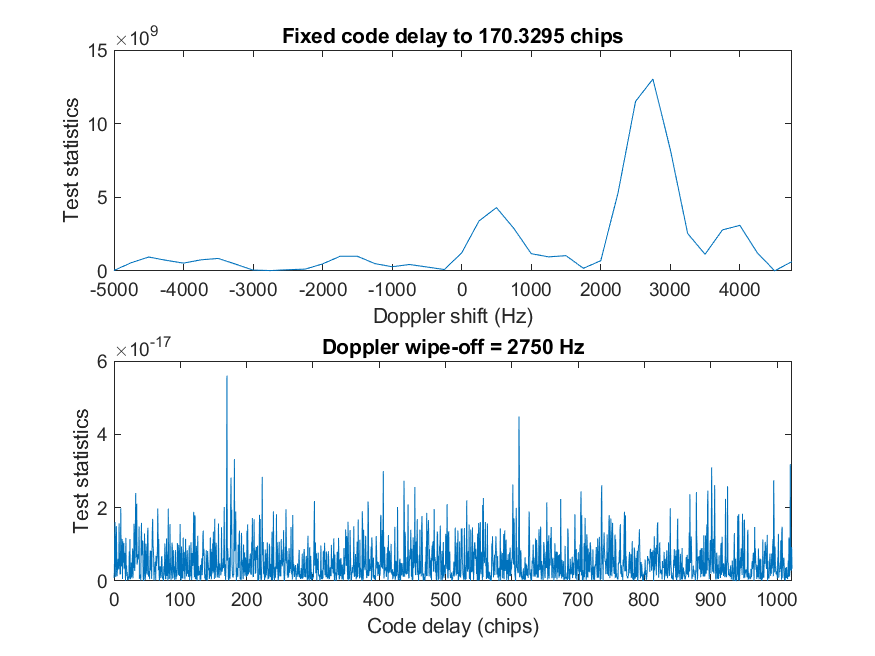 ×10^9
Fixed code delay to 170.3295 chips
15
10
5
0
Test statistics
-5000 -4000 -3000 -2000 -1000 0 1000 2000 3000 4000
Doppler shift (Hz)
×10^-17
Doppler wipe-off = 2750 Hz
6
4
2
0
Test statistics
0 100 200 300 400 500 600 700 800 900 1000
Code delay (chips)